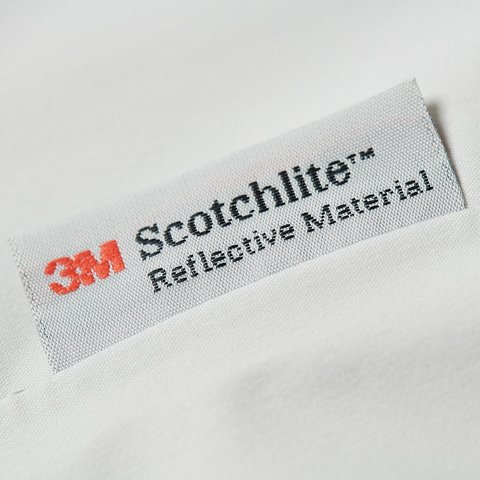 3M Scotchlite™
Reflective Material